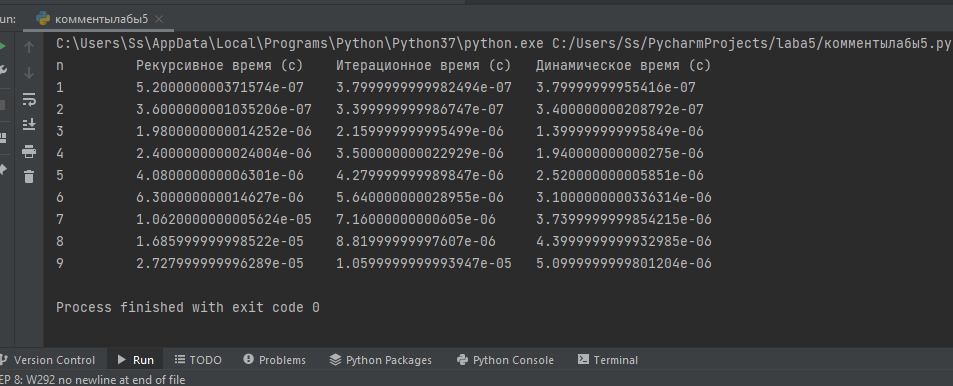 un: комментылабы5
C:\Users\Ss\AppData\Local\Programs\Python\Python37\python.exe C:/Users/Ss/PycharmProjects/laba5/комментылабы5.py
n Рекурсивное время (с) Итерационное время (с) Динамическое время (с)
1 5.200000000371574e-07 3.7999999999982494e-07 3.79999999955416e-07
2 3.6000000001035206e-07 3.399999999986747e-07 3.400000000208792e-07
3 1.9800000000014252e-06 2.159999999995499e-06 1.399999999995849e-06
4 2.4000000000024004e-06 3.500000000022929e-06 1.940000000000275e-06
5 4.080000000006301e-06 4.279999999989847e-06 2.520000000005851e-06
6 6.300000000014627e-06 5.640000000028955e-06 3.1000000000336314e-06
7 1.0620000000005624e-05 7.16000000000605e-06 3.7399999999854215e-06
8 1.685999999998522e-05 8.81999999997607e-06 4.3999999999932985e-06
9 2.727999999996289e-05 1.0599999999993947e-05 5.0999999999801204e-06
Process finished with exit code 0
Version Control Run TODO Problems Python Packages Python Console Terminal
EP 8: W292 no newline at end of file